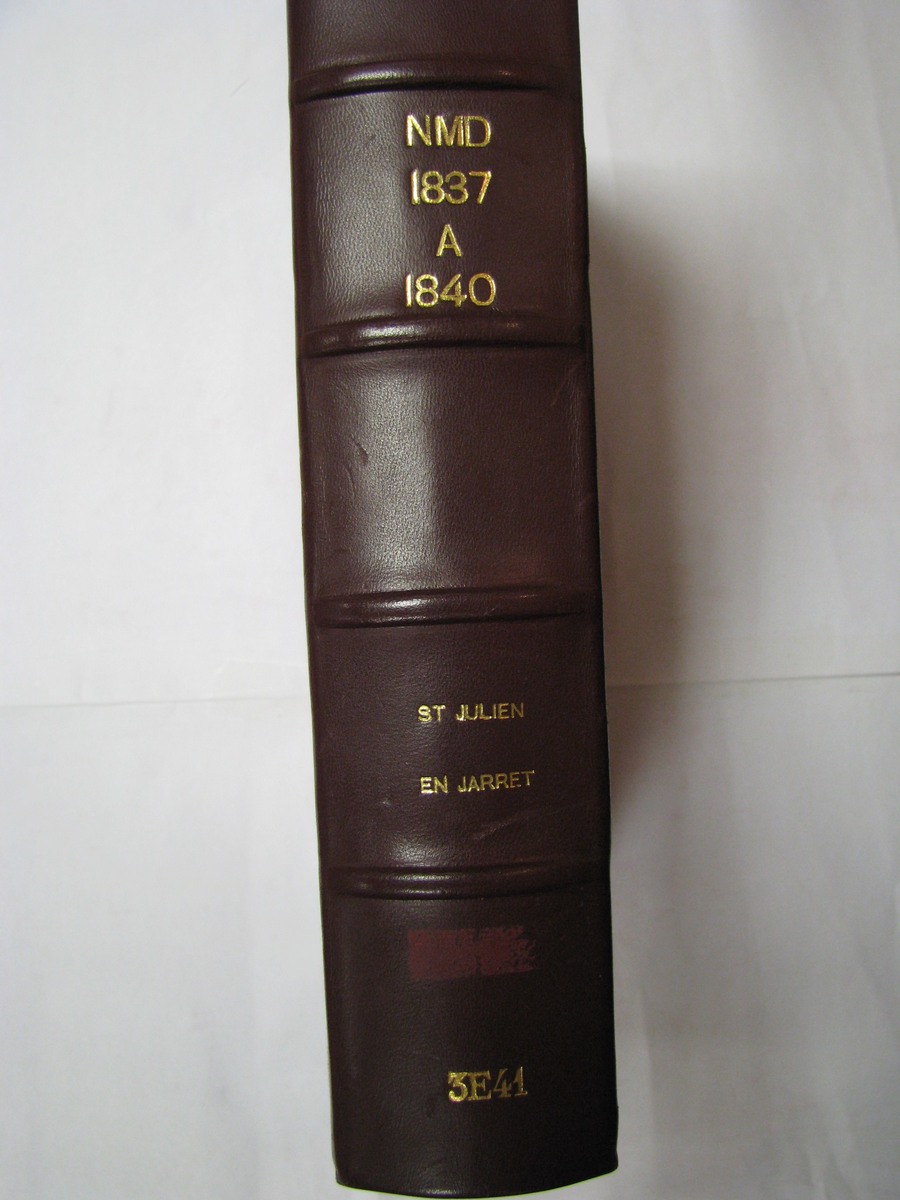 NMD
1837
A
1840
ST JULIEN
EN JARRET
3E41